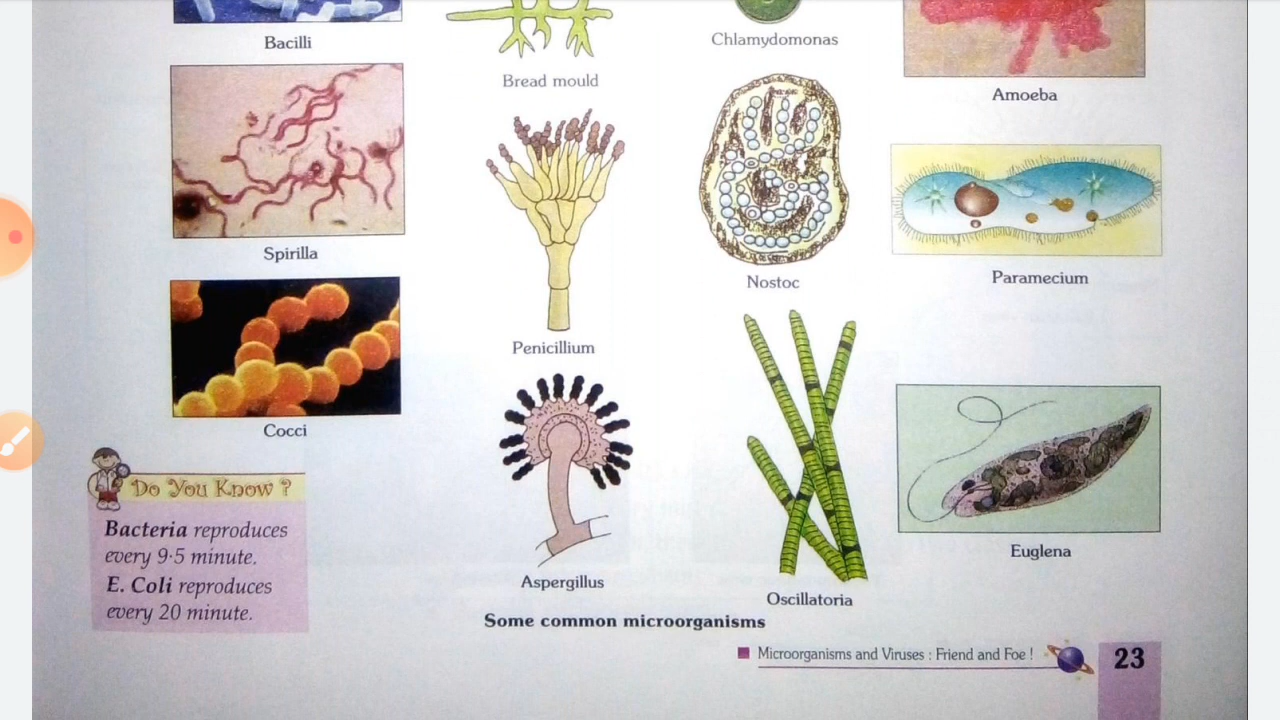 Bacilli
Bread mould
Chlamydomonas
Amoeba
Spirilla
Penicillium
Nostoc
Paramecium
Cocci
Aspergillus
Oscillatoria
Euglena
Do You Know ?
Bacteria reproduces
every 9·5 minute.
E. Coli reproduces
every 20 minute.
Some common microorganisms
Microorganisms and Viruses : Friend and Foe !
23